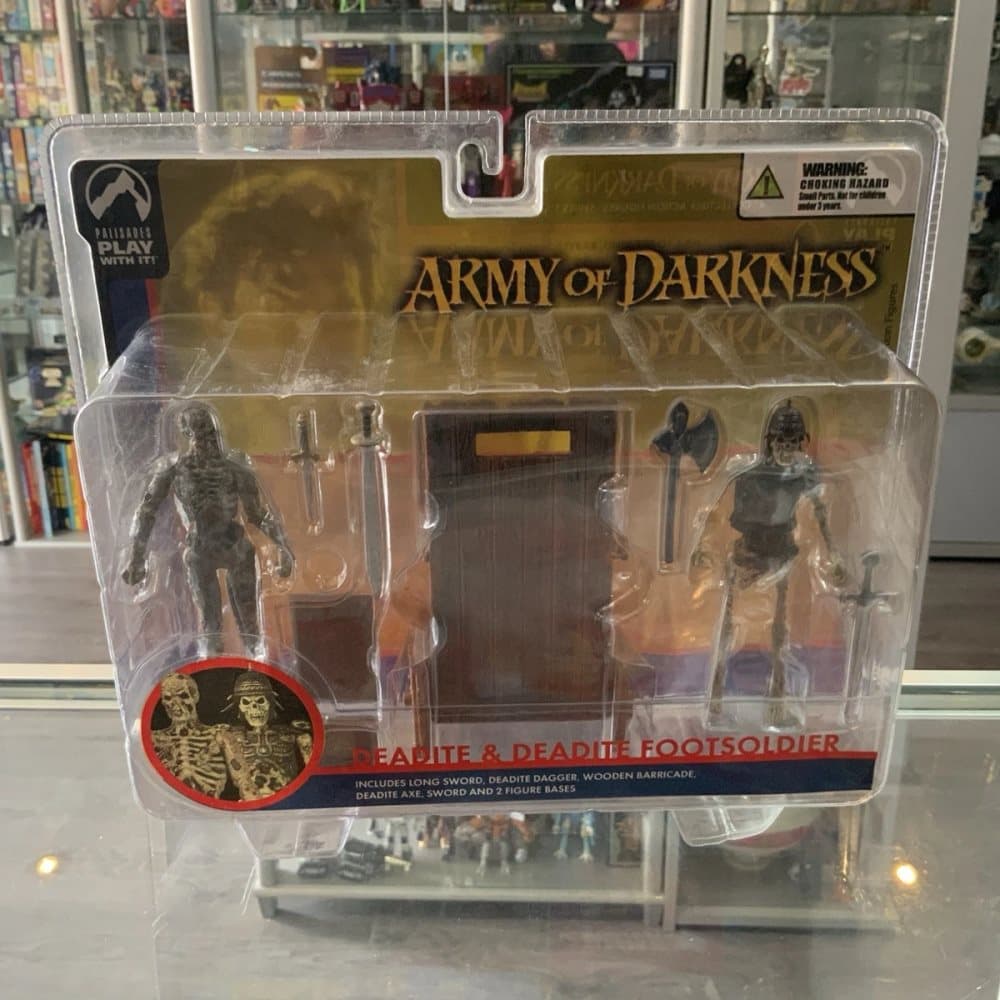 PALISADES
PLAY
WITH IT!
WARNING:
CHOKING HAZARD
Small Parts. Not for children
under 3 years.
ARMY OF DARKNESS
DEADITE & DEADITE FOOTSOLDIER
INCLUDES LONG SWORD, DEADITE DAGGER, WOODEN BARRICADE,
DEADITE AXE, SWORD AND 2 FIGURE BASES